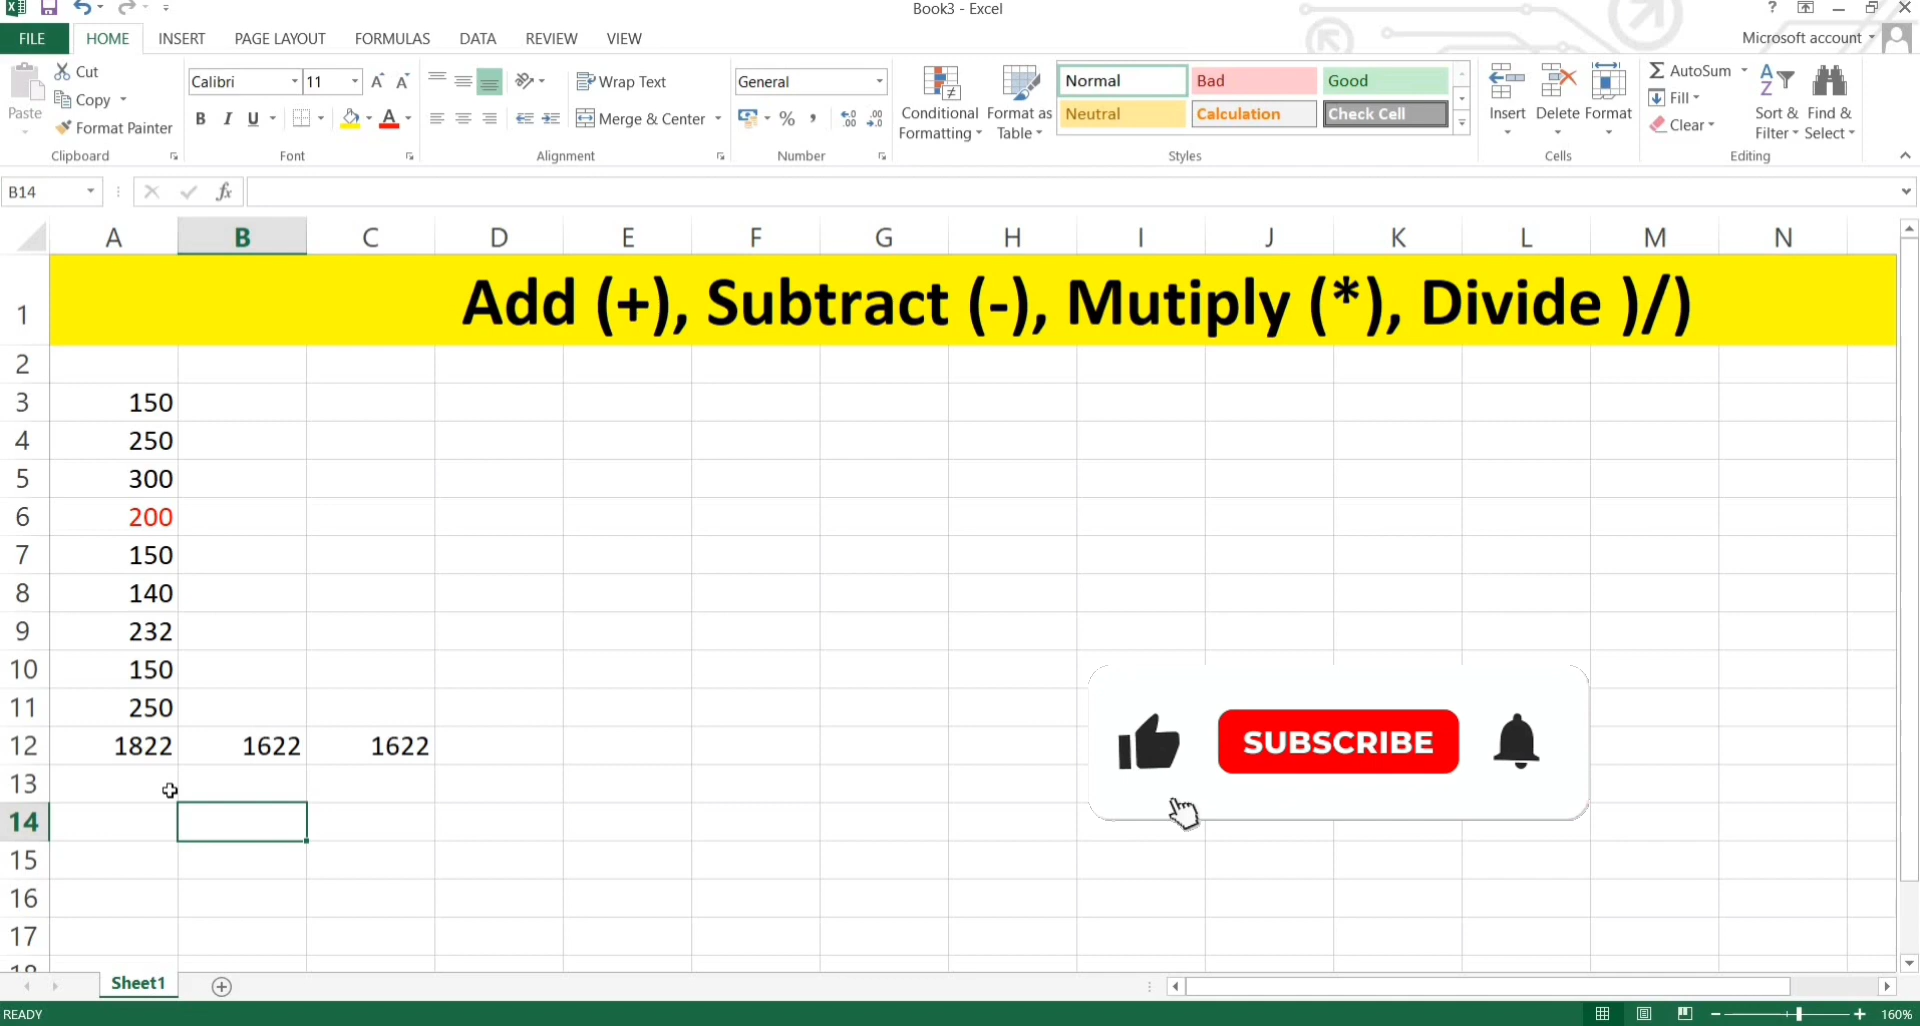 Book3 - Excel
?
FILE
HOME
INSERT
PAGE LAYOUT
FORMULAS
DATA
REVIEW
VIEW
Microsoft account
Paste
Cut
Copy
Format Painter
Clipboard
Calibri
11
B I U
A
Font
Wrap Text
Merge & Center
Alignment
General
% ,
Number
Conditional
Formatting
Format as
Table
Normal
Bad
Good
Neutral
Calculation
Check Cell
Styles
Insert
Delete
Format
Cells
AutoSum
Fill
Clear
Sort &
Filter
Find &
Select
Editing
B14
fx
A B C D E F G H I J K L M N
1 Add (+), Subtract (-), Mutiply (*), Divide )/)
2
3 150
4 250
5 300
6 200
7 150
8 140
9 232
10 150
11 250
12 1822 1622 1622
13
14
15
16
17
18
SUBSCRIBE
Sheet1
READY
160%